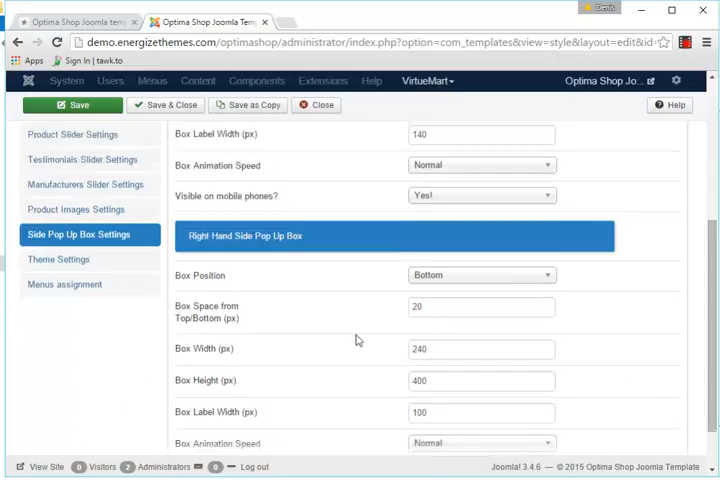 Denis
Optima Shop Joomla temp
Optima Shop Joomla Templ
demo.energizethemes.com/optimashop/administrator/index.php?option=com_templates&view=style&layout=edit&id=
Apps
Sign In | tawk.to
System Users Menus Content Components Extensions Help VirtueMart
Optima Shop Jo...
Save
Save & Close
Save as Copy
Close
Help
Product Slider Settings
Testimonials Slider Settings
Manufacturers Slider Settings
Product Images Settings
Side Pop Up Box Settings
Theme Settings
Menus assignment
Box Label Width (px) 140
Box Animation Speed Normal
Visible on mobile phones? Yes!
Right Hand Side Pop Up Box
Box Position Bottom
Box Space from
Top/Bottom (px) 20
Box Width (px) 240
Box Height (px) 400
Box Label Width (px) 100
Box Animation Speed Normal
View Site 0 Visitors 2 Administrators 0 Log out
Joomla! 3.4.6 — © 2015 Optima Shop Joomla Template